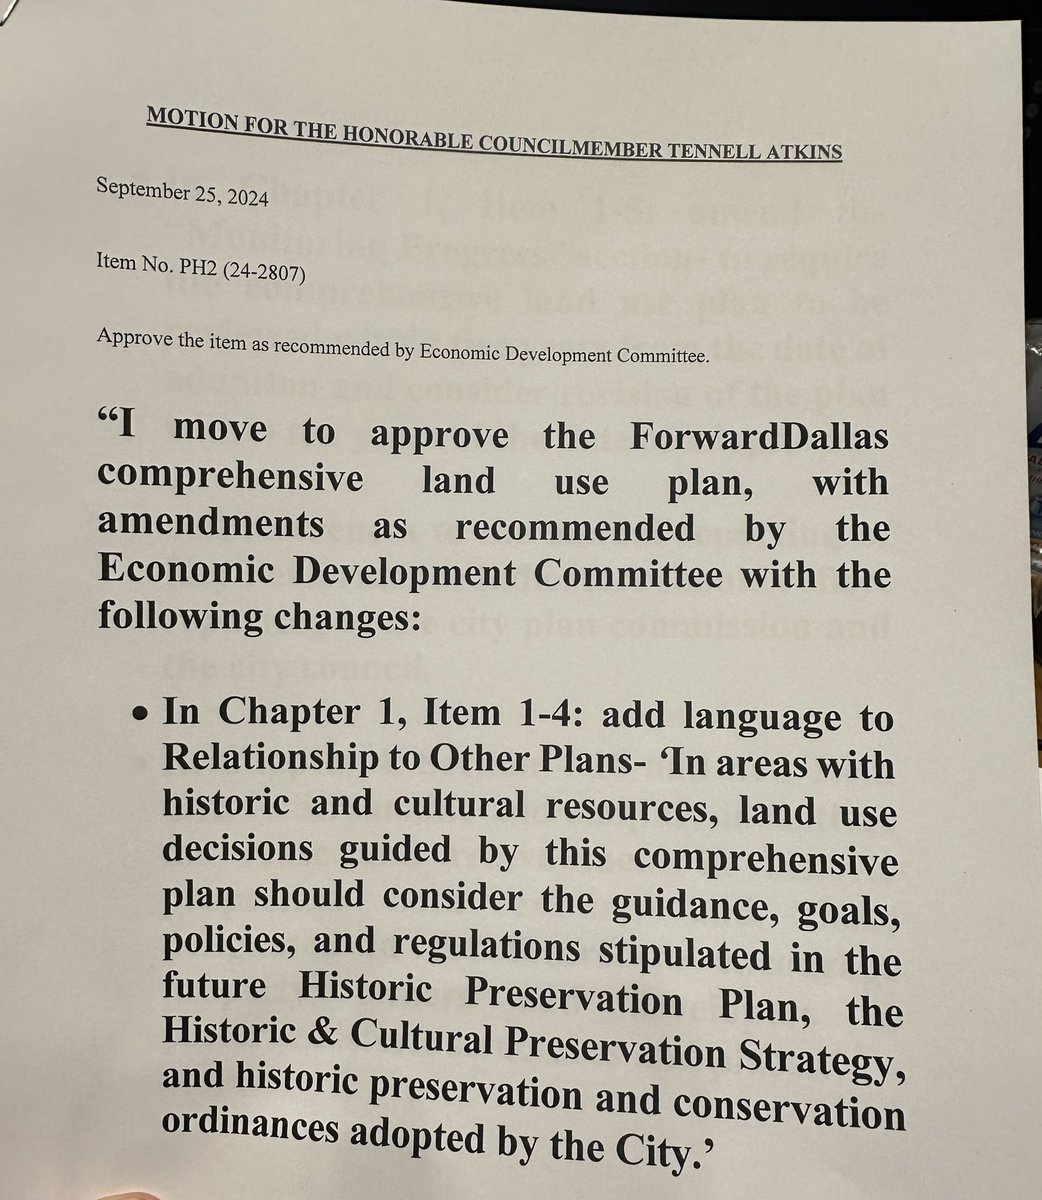 MOTION FOR THE HONORABLE COUNCILMEMBER TENNELL ATKINS
September 25, 2024
Item No. PH2 (24-2807)
Approve the item as recommended by Economic Development Committee.
“I move to approve the ForwardDallas
comprehensive land use plan, with
amendments as recommended by the
Economic Development Committee with the
following changes:
• In Chapter 1, Item 1-4: add language to
Relationship to Other Plans- ‘In areas with
historic and cultural resources, land use
decisions guided by this comprehensive
plan should consider the guidance, goals,
policies, and regulations stipulated in the
future Historic Preservation Plan, the
Historic & Cultural Preservation Strategy,
and historic preservation and conservation
ordinances adopted by the City.’